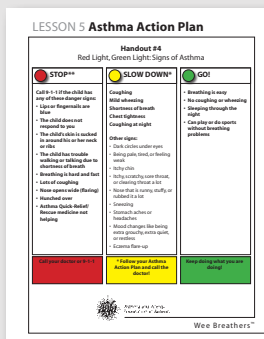 LESSON 5 Asthma Action Plan
Handout #4
Red Light, Green Light: Signs of Asthma
STOP**
Call 9-1-1 if the child has
any of these danger signs:
• Lips or fingernails are
blue
• The child does not
respond to you
• The child's skin is sucked
in around his or her neck
or ribs
• The child has trouble
walking or talking due to
shortness of breath
• Breathing is hard and fast
• Lots of coughing
• Nose opens wide (flaring)
• Hunched over
• Asthma Quick-Relief/
Rescue medicine not
helping
Call your doctor or 9-1-1
SLOW DOWN*
Coughing
Mild wheezing
Shortness of breath
Chest tightness
Coughing at night
Other signs:
• Dark circles under eyes
• Being pale, tired, or feeling
weak
• Itchy chin
• Itchy, scratchy, sore throat,
or clearing throat a lot
• Nose that is runny, stuffy, or
rubbed it a lot
• Sneezing
• Stomach aches or
headaches
• Mood changes like being
extra grouchy, extra quiet,
or restless
• Eczema flare-up
* Follow your Asthma
Action Plan and call the
doctor!
GO!
• Breathing is easy
• No coughing or wheezing
• Sleeping through the
night
• Can play or do sports
without breathing
problems
Keep doing what you are
doing!
Wee Breathers™